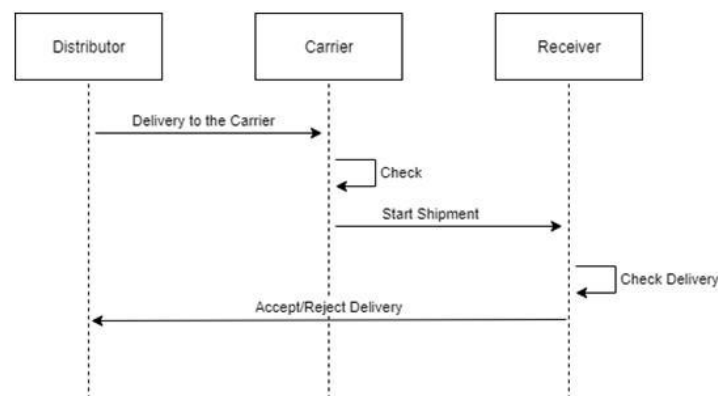 Distributor
Carrier
Receiver
Delivery to the Carrier
Check
Start Shipment
Check Delivery
Accept/Reject Delivery